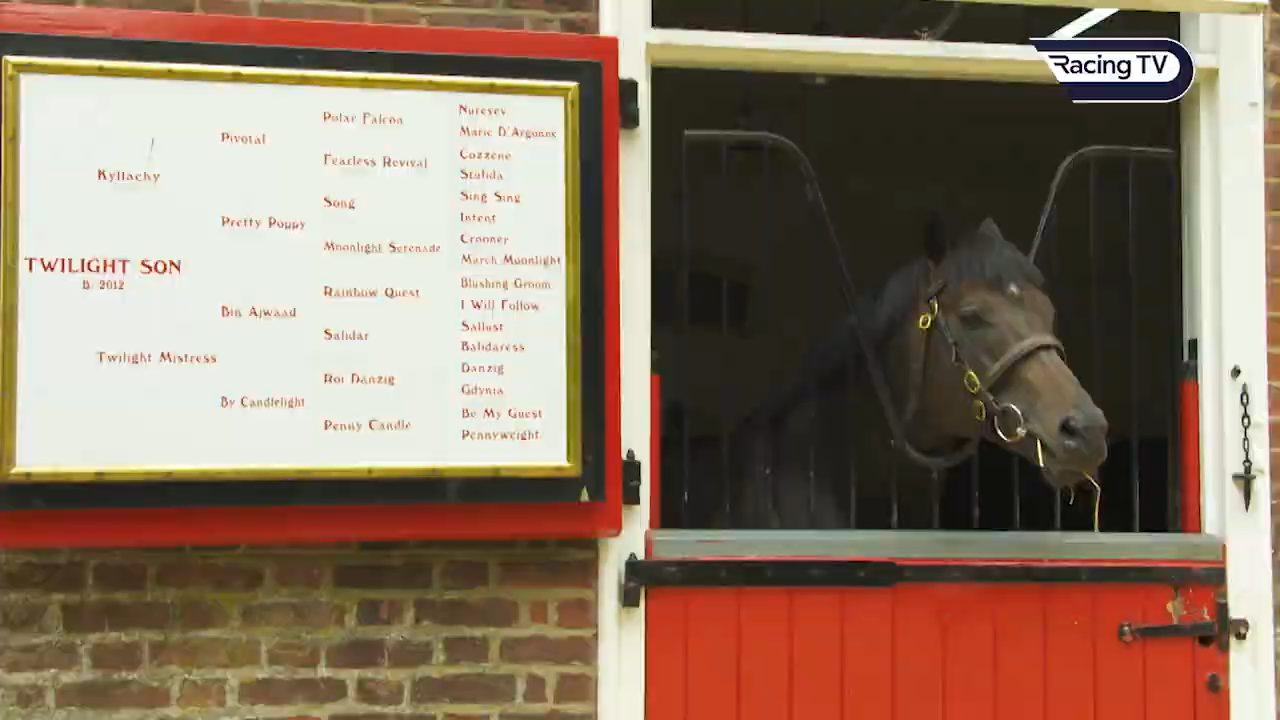 Racing TV
Kyllachy
TWILIGHT SON
B. 2012
Twilight Mistress
Pivotal
Pretty Poppy
Bin Ajwaad
By Candlelight
Polar Falcon
Fearless Revival
Song
Moonlight Serenade
Rainbow Quest
Salidar
Roi Danzig
Penny Candle
Nureyev
Marie D'Argonne
Cozzene
Stufida
Sing Sing
Intent
Crooner
March Moonlight
Blushing Groom
I Will Follow
Sallust
Balidaress
Danzig
Gdynia
Be My Guest
Pennyweight